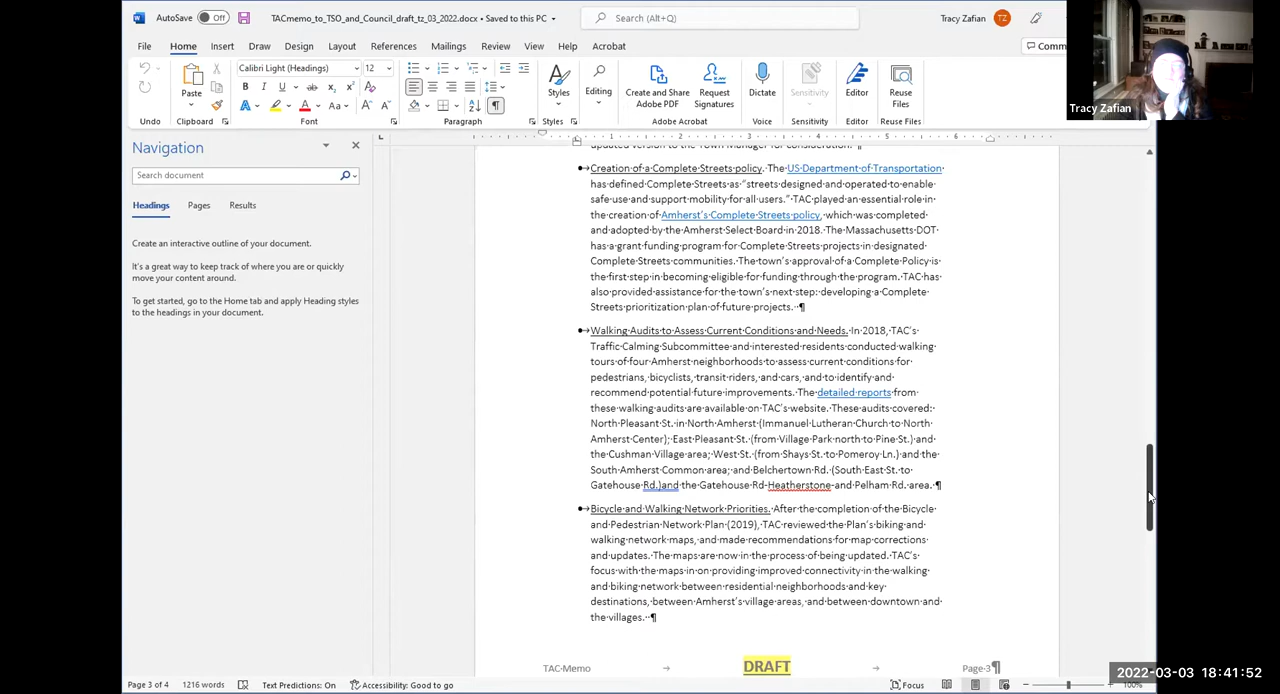 AutoSave Off TACmemo_to_TSO_and_Council_draft_tz_03_2022.docx • Saved to this PC Search (Alt+Q) Tracy Zafian TZ
File Home Insert Draw Design Layout References Mailings Review View Help Acrobat Comm
Calibri Light (Headings) 12
Paste Styles Editing Create and Share Adobe PDF Request Signatures Dictate Sensitivity Editor Reuse Files
Undo Clipboard Font Paragraph Styles Adobe Acrobat Voice Sensitivity Editor Reuse Files
Tracy Zafian
Navigation
Search document
Headings Pages Results
Create an interactive outline of your document.
It's a great way to keep track of where you are or quickly
move your content around.
To get started, go to the Home tab and apply Heading styles
to the headings in your document.
1 2 3 4 5 6
updated version to the Town Manager for consideration. ¶
Creation of a Complete Streets policy. The US Department of Transportation
has defined Complete Streets as "streets designed and operated to enable
safe use and support mobility for all users." TAC played an essential role in
the creation of Amherst's Complete Streets policy, which was completed
and adopted by the Amherst Select Board in 2018. The Massachusetts DOT
has a grant funding program for Complete Streets projects in designated
Complete Streets communities. The town's approval of a Complete Policy is
the first step in becoming eligible for funding through the program. TAC has
also provided assistance for the town's next step: developing a Complete
Streets prioritization plan of future projects. ¶
Walking Audits to Assess Current Conditions and Needs. In 2018, TAC's
Traffic Calming Subcommittee and interested residents conducted walking
tours of four Amherst neighborhoods to assess current conditions for
pedestrians, bicyclists, transit riders, and cars, and to identify and
recommend potential future improvements. The detailed reports from
these walking audits are available on TAC's website. These audits covered:
North Pleasant St. in North Amherst (Immanuel Lutheran Church to North
Amherst Center); East Pleasant St. (from Village Park north to Pine St.) and
the Cushman Village area; West St. (from Shays St. to Pomeroy Ln.) and the
South Amherst Common area; and Belchertown Rd. (South East St. to
Gatehouse Rd.)and the Gatehouse Rd-Heatherstone and Pelham Rd. area. ¶
Bicycle and Walking Network Priorities. After the completion of the Bicycle
and Pedestrian Network Plan (2019), TAC reviewed the Plan's biking and
walking network maps, and made recommendations for map corrections
and updates. The maps are now in the process of being updated. TAC's
focus with the maps in on providing improved connectivity in the walking
and biking network between residential neighborhoods and key
destinations, between Amherst's village areas, and between downtown and
the villages. ¶
TAC Memo → DRAFT → Page 3¶
2022-03-03 18:41:52
Page 3 of 4 1216 words Text Predictions: On Accessibility: Good to go Focus 100%